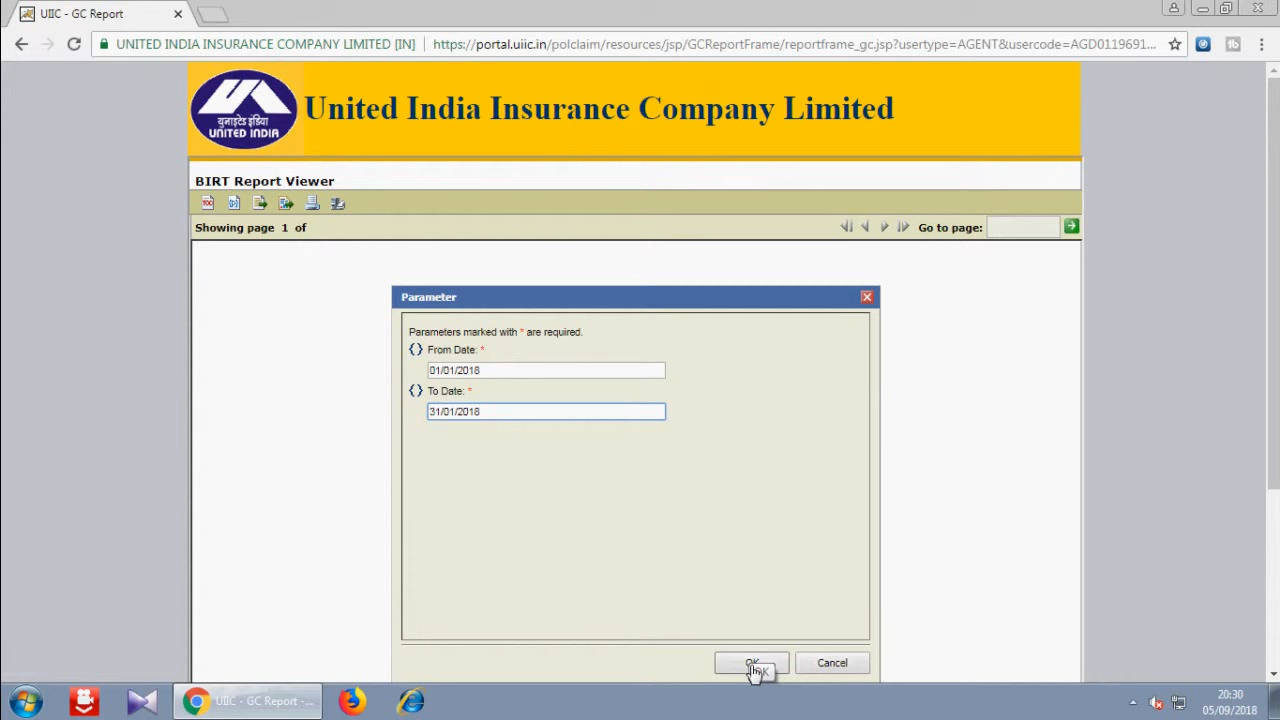 UIIC - GC Report
UNITED INDIA INSURANCE COMPANY LIMITED [IN]
https://portal.uiic.in/polclaim/resources/jsp/GCReportFrame/reportframe_gc.jsp?usertype=AGENT&usercode=AGD0119691...
यूनाइटेड इंडिया
UNITED INDIA
United India Insurance Company Limited
BIRT Report Viewer
Showing page 1 of
Go to page:
Parameter
Parameters marked with * are required.
From Date: *
01/01/2018
To Date: *
31/01/2018
OK
Cancel
OK
UIIC - GC Report -...
20:30
05/09/2018